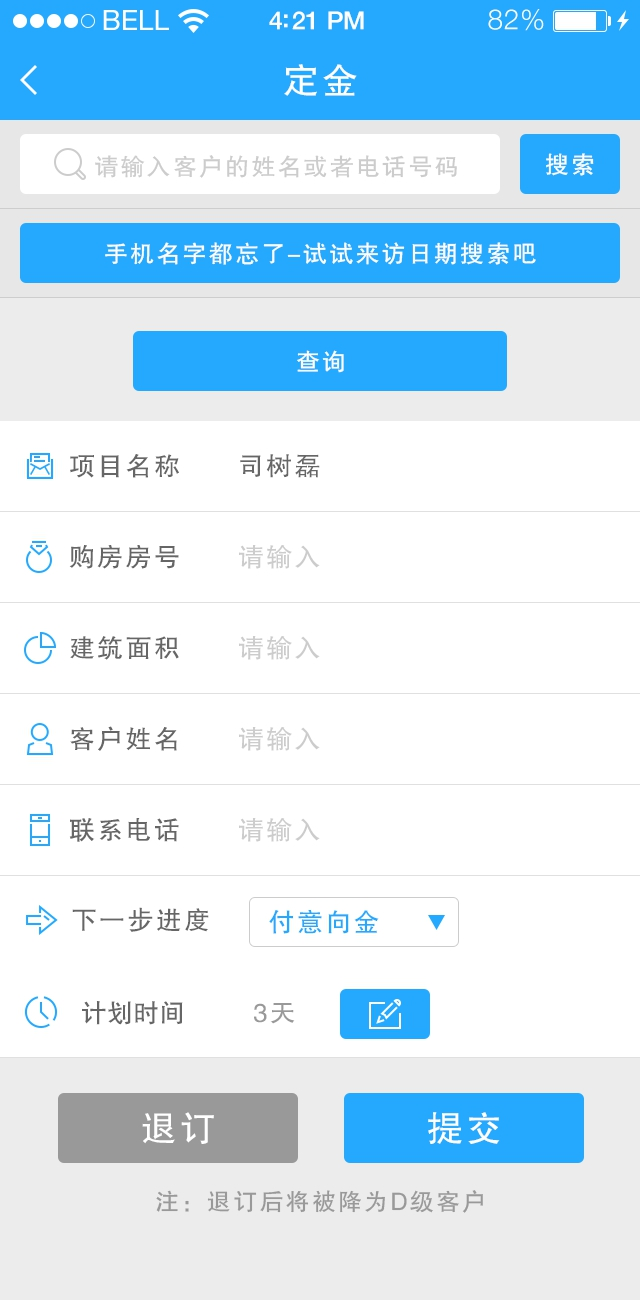 BELL 4:21 PM 82%
定金
请输入客户的姓名或者电话号码 搜索
手机名字都忘了-试试来访日期搜索吧
查询
项目名称 司树磊
购房房号 请输入
建筑面积 请输入
客户姓名 请输入
联系电话 请输入
下一步进度 付意向金
计划时间 3天
退订 提交
注：退订后将被降为D级客户